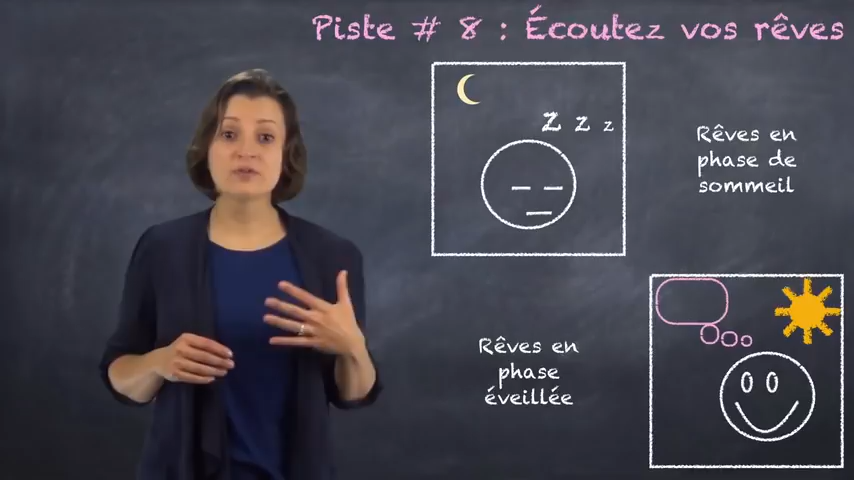 Piste # 8 : Écoutez vos rêves
z z z
Rêves en
phase de
sommeil
Rêves en
phase
éveillée